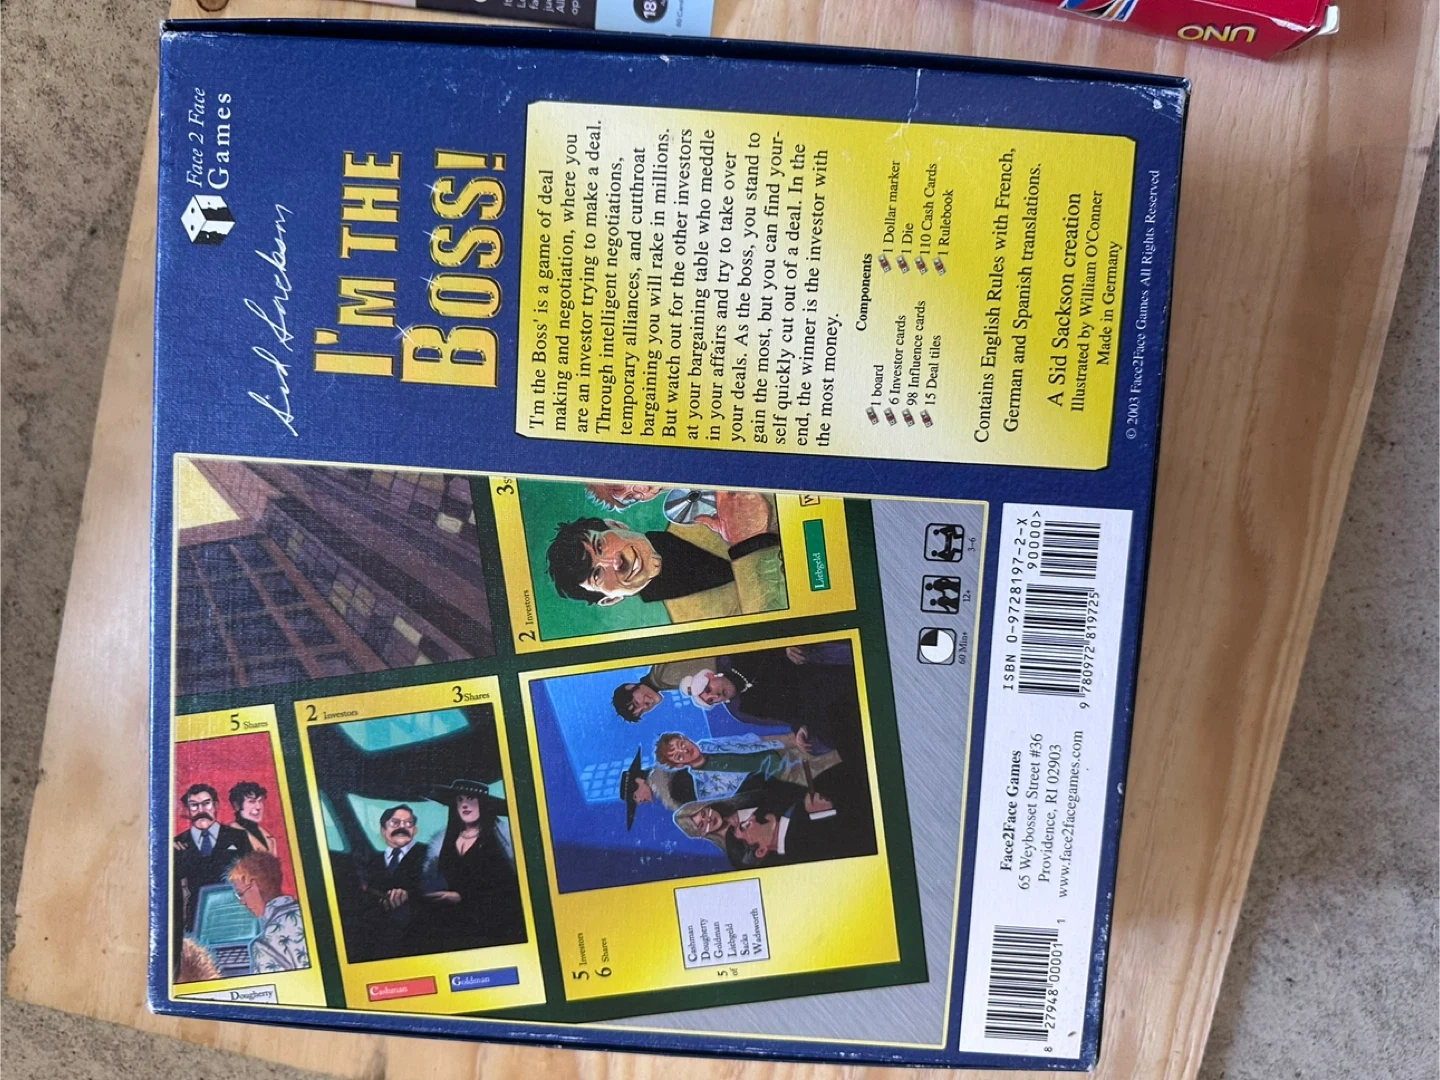 Face 2 Face
Games
Sid Sackson
I'M THE
BOSS!
'I'm the Boss' is a game of deal
making and negotiation, where you
are an investor trying to make a deal.
Through intelligent negotiations,
temporary alliances, and cutthroat
bargaining you will rake in millions.
But watch out for the other investors
at your bargaining table who meddle
in your affairs and try to take over
your deals. As the boss, you stand to
gain the most, but you can find your-
self quickly cut out of a deal. In the
end, the winner is the investor with
the most money.
Components
1 board
6 Investor cards
98 Influence cards
15 Deal tiles
1 Dollar marker
1 Die
110 Cash Cards
1 Rulebook
Contains English Rules with French,
German and Spanish translations.
A Sid Sackson creation
Illustrated by William O'Conner
Made in Germany
© 2003 Face2Face Games All Rights Reserved
5 Shares
Dougherty
2 Investors
3 Shares
Cashman
Goldman
2 Investors
3
Liebgeld
W
5 Investors
6 Shares
5
of
Cashman
Dougherty
Goldman
Liebgeld
Sacks
Wadsworth
60 Min+
12+
3-6
8 27948 00001 1
Face2Face Games
65 Weybosset Street #36
Providence, RI 02903
www.face2facegames.com
ISBN 0-9728197-2-X
90000>
9 780972 819725
UNO
18